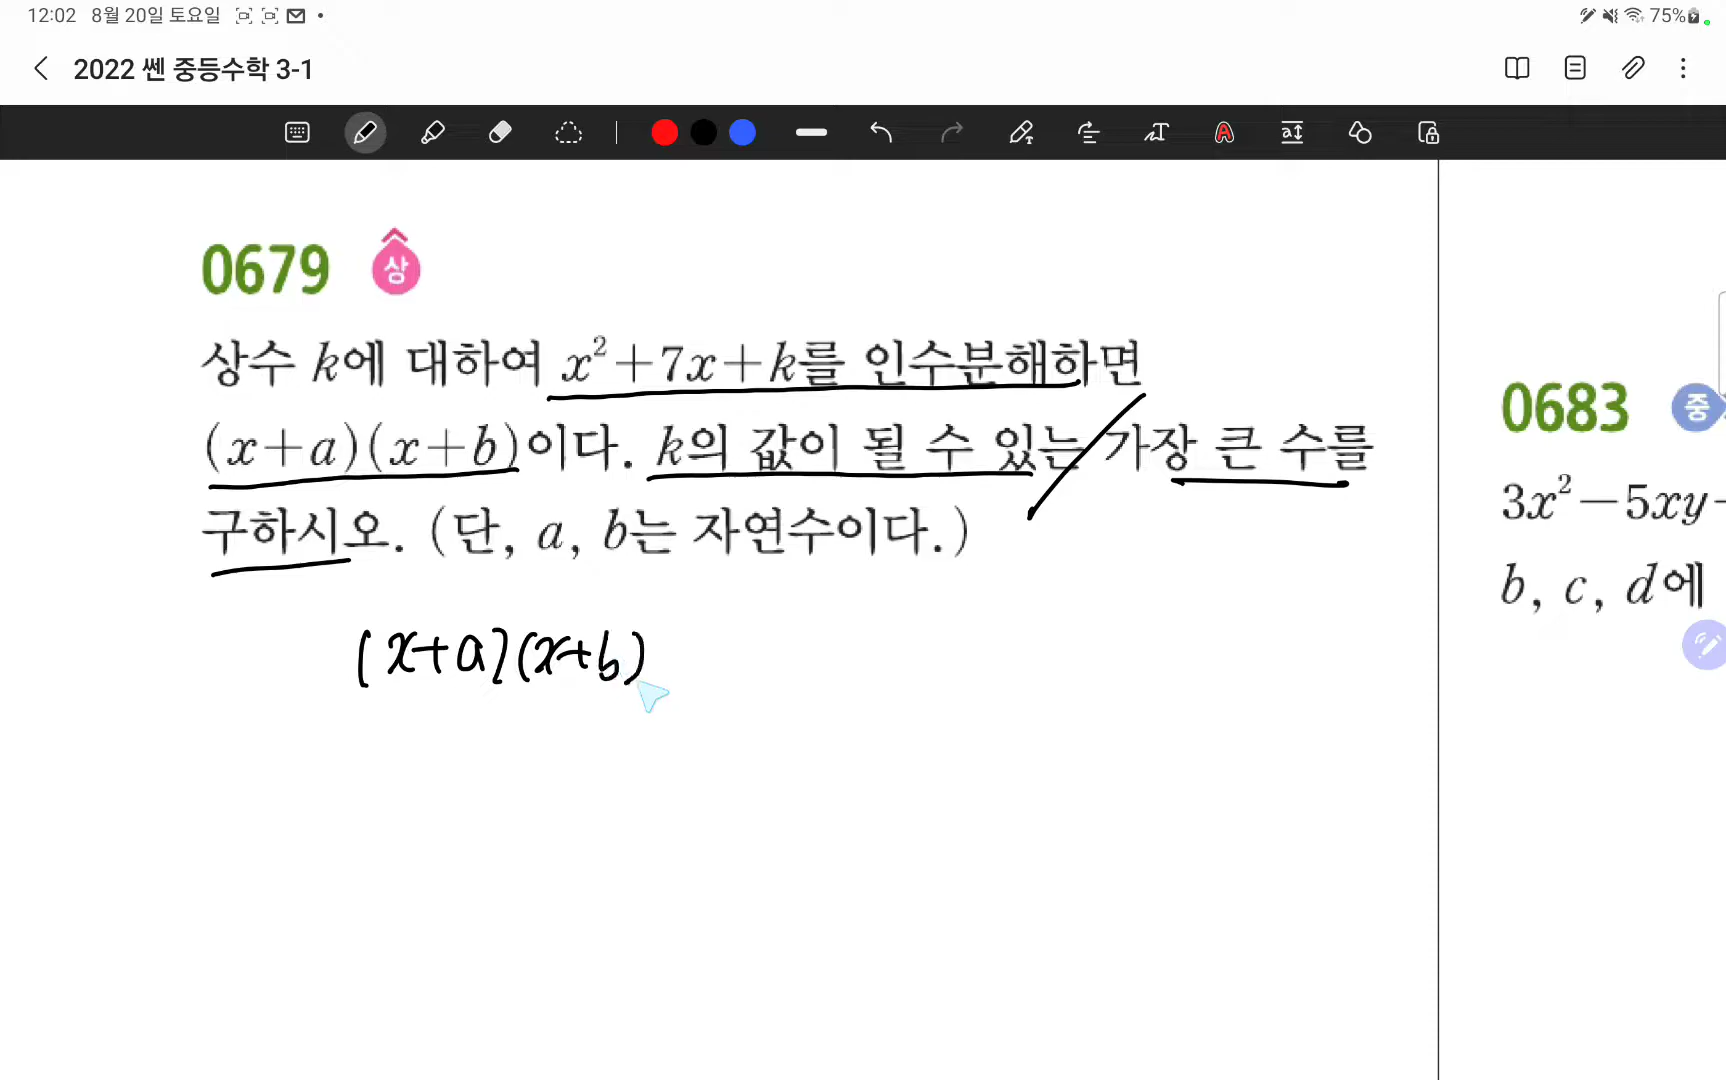 12:02 8월 20일 토요일
75%
2022 쎈 중등수학 3-1
0679 상
상수 k에 대하여 x²+7x+k를 인수분해하면
(x+a)(x+b)이다. k의 값이 될 수 있는 가장 큰 수를
구하시오. (단, a, b는 자연수이다.)
(x+a)(x+b)
0683 중
3x²-5xy-
b, c, d에